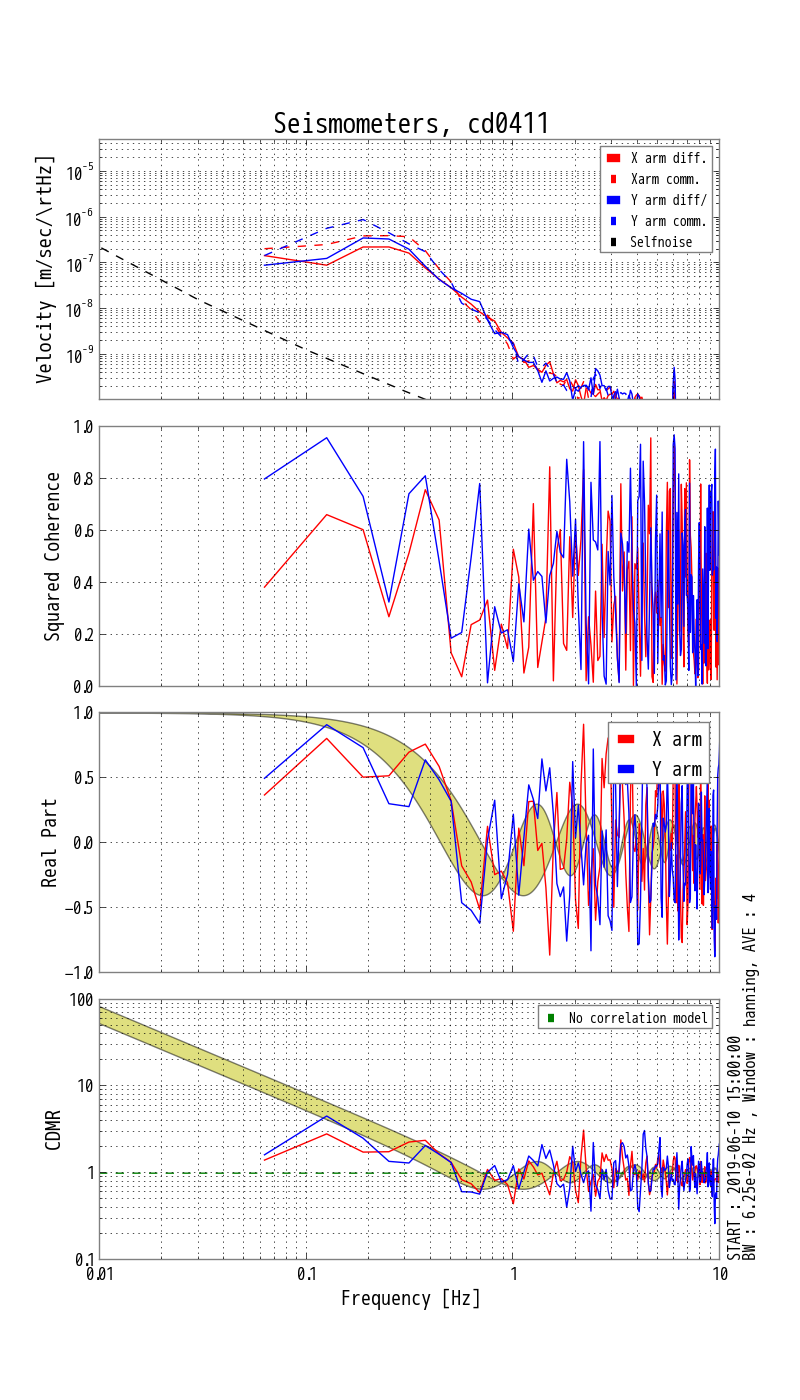 Seismometers, cd0411
Velocity [m/sec/\rtHz]
10^-5
10^-6
10^-7
10^-8
10^-9
X arm diff.
Xarm comm.
Y arm diff/
Y arm comm.
Selfnoise
Squared Coherence
1.0
0.8
0.6
0.4
0.2
0.0
Real Part
1.0
0.5
0.0
−0.5
−1.0
X arm
Y arm
CDMR
100
10
1
0.1
No correlation model
0.01
0.1
1
10
Frequency [Hz]
START : 2019-06-10 15:00:00
BW : 6.25e-02 Hz , Window : hanning, AVE : 4